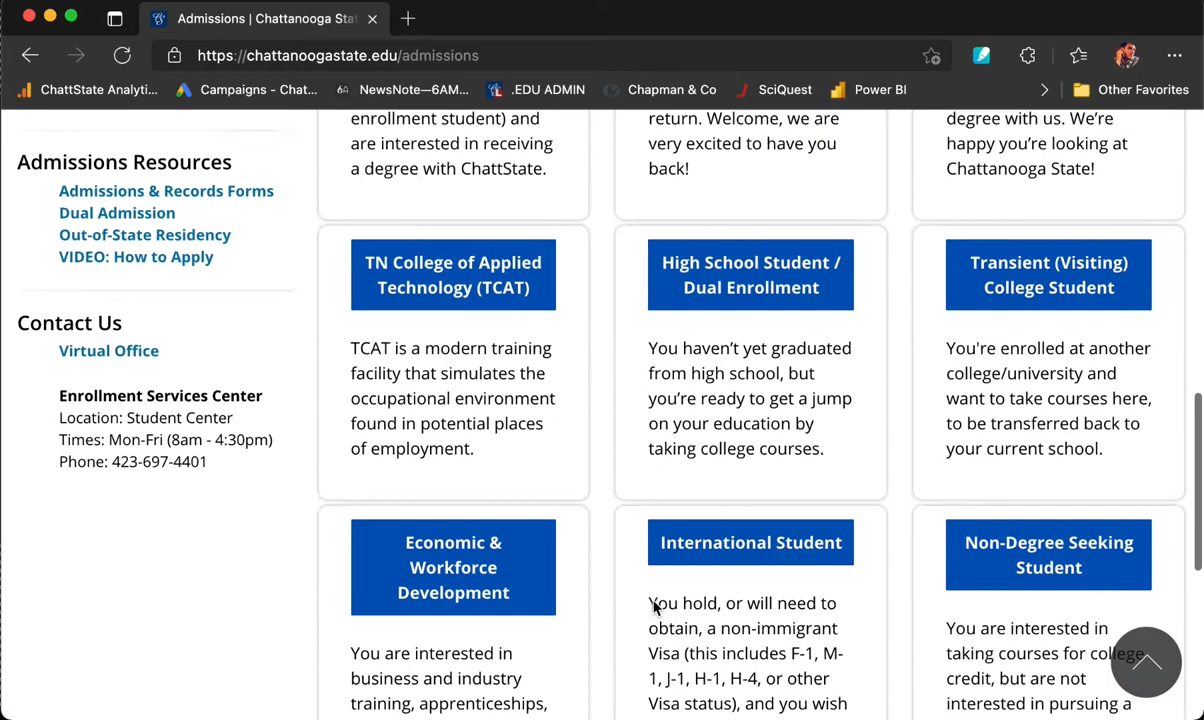 Admissions | Chattanooga Stat
https://chattanoogastate.edu/admissions
ChattState Analyti...
Campaigns - Chat...
6A NewsNote—6AM...
.EDU ADMIN
Chapman & Co
SciQuest
Power BI
Other Favorites
Admissions Resources
Admissions & Records Forms
Dual Admission
Out-of-State Residency
VIDEO: How to Apply
Contact Us
Virtual Office
Enrollment Services Center
Location: Student Center
Times: Mon-Fri (8am - 4:30pm)
Phone: 423-697-4401
enrollment student) and
are interested in receiving
a degree with ChattState.
return. Welcome, we are
very excited to have you
back!
degree with us. We're
happy you're looking at
Chattanooga State!
TN College of Applied
Technology (TCAT)
TCAT is a modern training
facility that simulates the
occupational environment
found in potential places
of employment.
High School Student /
Dual Enrollment
You haven't yet graduated
from high school, but
you're ready to get a jump
on your education by
taking college courses.
Transient (Visiting)
College Student
You're enrolled at another
college/university and
want to take courses here,
to be transferred back to
your current school.
Economic &
Workforce
Development
You are interested in
business and industry
training, apprenticeships,
International Student
You hold, or will need to
obtain, a non-immigrant
Visa (this includes F-1, M-
1, J-1, H-1, H-4, or other
Visa status), and you wish
Non-Degree Seeking
Student
You are interested in
taking courses for college
credit, but are not
interested in pursuing a